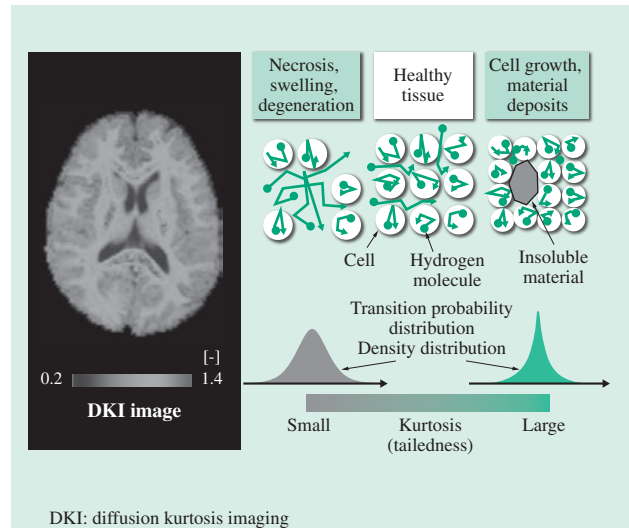 Necrosis,
swelling,
degeneration
Healthy
tissue
Cell growth,
material
deposits
Cell
Hydrogen
molecule
Insoluble
material
Transition probability
distribution
Density distribution
[-]
0.2
1.4
DKI image
Small
Kurtosis
(tailedness)
Large
DKI: diffusion kurtosis imaging